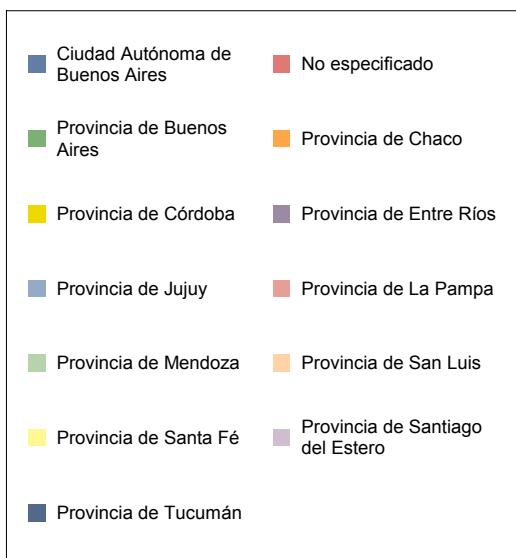 Ciudad Autónoma de
Buenos Aires
No especificado
Provincia de Buenos
Aires
Provincia de Chaco
Provincia de Córdoba
Provincia de Entre Ríos
Provincia de Jujuy
Provincia de La Pampa
Provincia de Mendoza
Provincia de San Luis
Provincia de Santa Fé
Provincia de Santiago
del Estero
Provincia de Tucumán